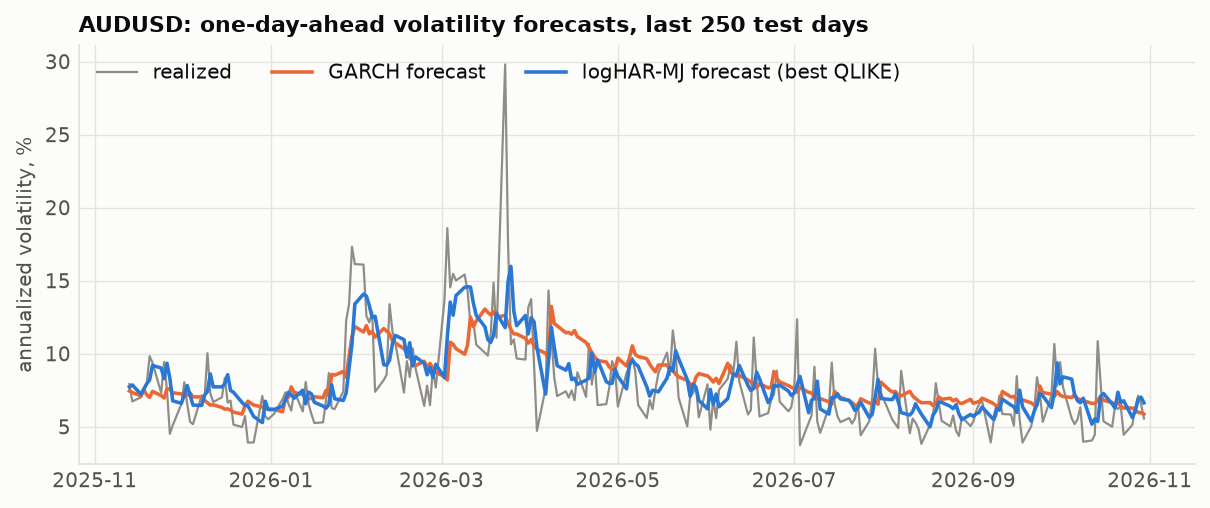 AUDUSD: one-day-ahead volatility forecasts, last 250 test days
realized
GARCH forecast
logHAR-MJ forecast (best QLIKE)
annualized volatility, %
30
25
20
15
10
5
2025-11
2026-01
2026-03
2026-05
2026-07
2026-09
2026-11